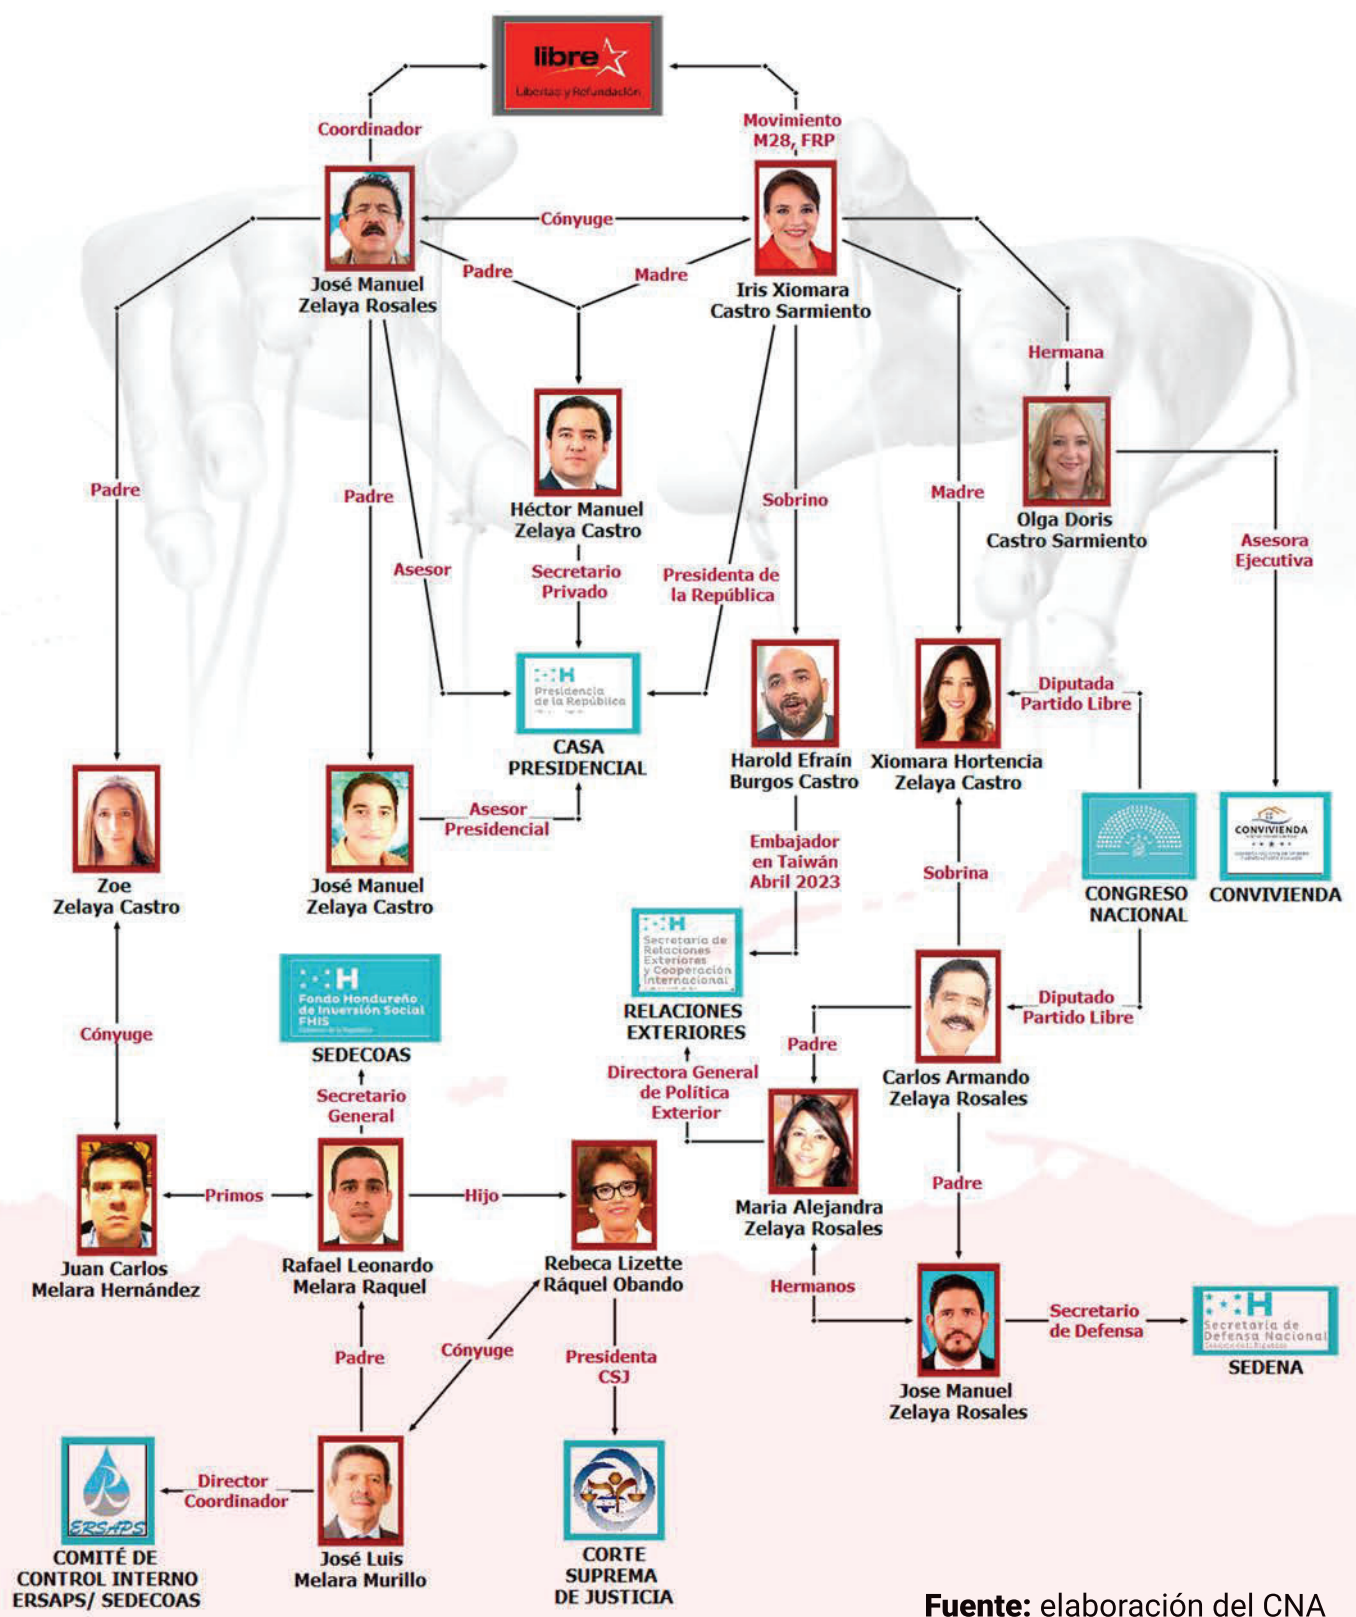 libre
Libertad y Refundación
Coordinador
Movimiento
M28, FRP
Cónyuge
José Manuel
Zelaya Rosales
Padre
Madre
Iris Xiomara
Castro Sarmiento
Hermana
Padre
Padre
Asesor
Héctor Manuel
Zelaya Castro
Secretario
Privado
Presidenta de
la República
Sobrino
Madre
Olga Doris
Castro Sarmiento
Asesora
Ejecutiva
H
Presidencia
de la República
CASA
PRESIDENCIAL
Harold Efraín
Burgos Castro
Xiomara Hortencia
Zelaya Castro
Diputada
Partido Libre
Zoe
Zelaya Castro
José Manuel
Zelaya Castro
Asesor
Presidencial
Embajador
en Taiwán
Abril 2023
Sobrina
CONGRESO
NACIONAL
CONVIVIENDA
CONVIVIENDA
H
Fondo Hondureño
de Inversión Social
FHIS
SEDECOAS
H
Secretaría de
Relaciones
Exteriores
y Cooperación
Internacional
RELACIONES
EXTERIORES
Diputado
Partido Libre
Cónyuge
Secretario
General
Directora General
de Política
Exterior
Padre
Carlos Armando
Zelaya Rosales
Primos
Hijo
Maria Alejandra
Zelaya Rosales
Padre
Juan Carlos
Melara Hernández
Rafael Leonardo
Melara Raquel
Rebeca Lizette
Ráquel Obando
Hermanos
Secretario
de Defensa
H
Secretaría de
Defensa Nacional
SEDENA
Padre
Cónyuge
Presidenta
CSJ
Jose Manuel
Zelaya Rosales
ERSAPS
Director
Coordinador
COMITÉ DE
CONTROL INTERNO
ERSAPS/ SEDECOAS
José Luis
Melara Murillo
CORTE
SUPREMA
DE JUSTICIA
Fuente: elaboración del CNA